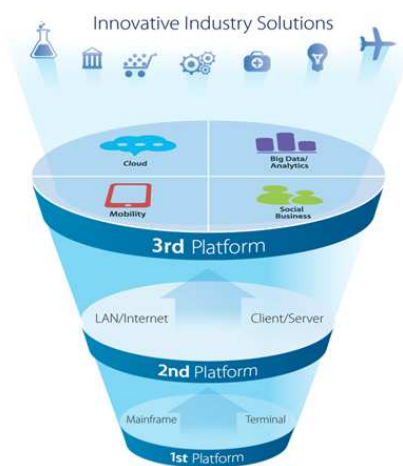 Innovative Industry Solutions
Cloud
Big Data/
Analytics
Mobility
Social
Business
3rd Platform
LAN/Internet
Client/Server
2nd Platform
Mainframe
Terminal
1st Platform